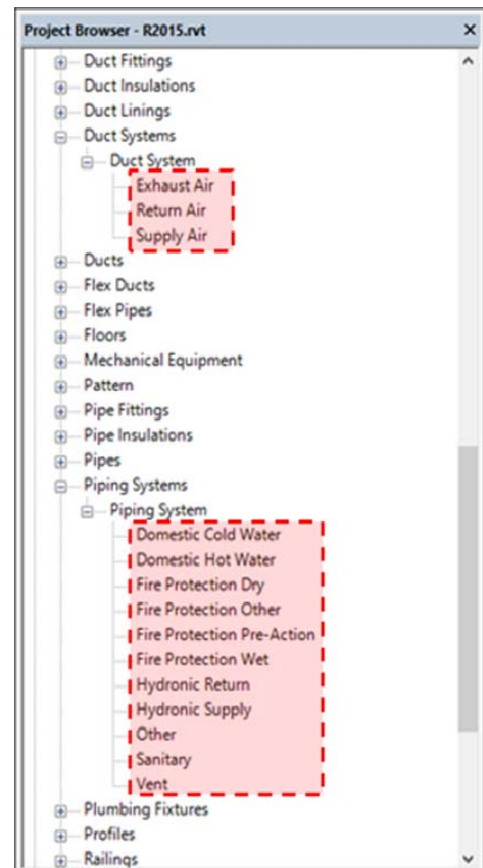 Project Browser - R2015.rvt
Duct Fittings
Duct Insulations
Duct Linings
Duct Systems
Duct System
Exhaust Air
Return Air
Supply Air
Ducts
Flex Ducts
Flex Pipes
Floors
Mechanical Equipment
Pattern
Pipe Fittings
Pipe Insulations
Pipes
Piping Systems
Piping System
Domestic Cold Water
Domestic Hot Water
Fire Protection Dry
Fire Protection Other
Fire Protection Pre-Action
Fire Protection Wet
Hydronic Return
Hydronic Supply
Other
Sanitary
Vent
Plumbing Fixtures
Profiles
Railings